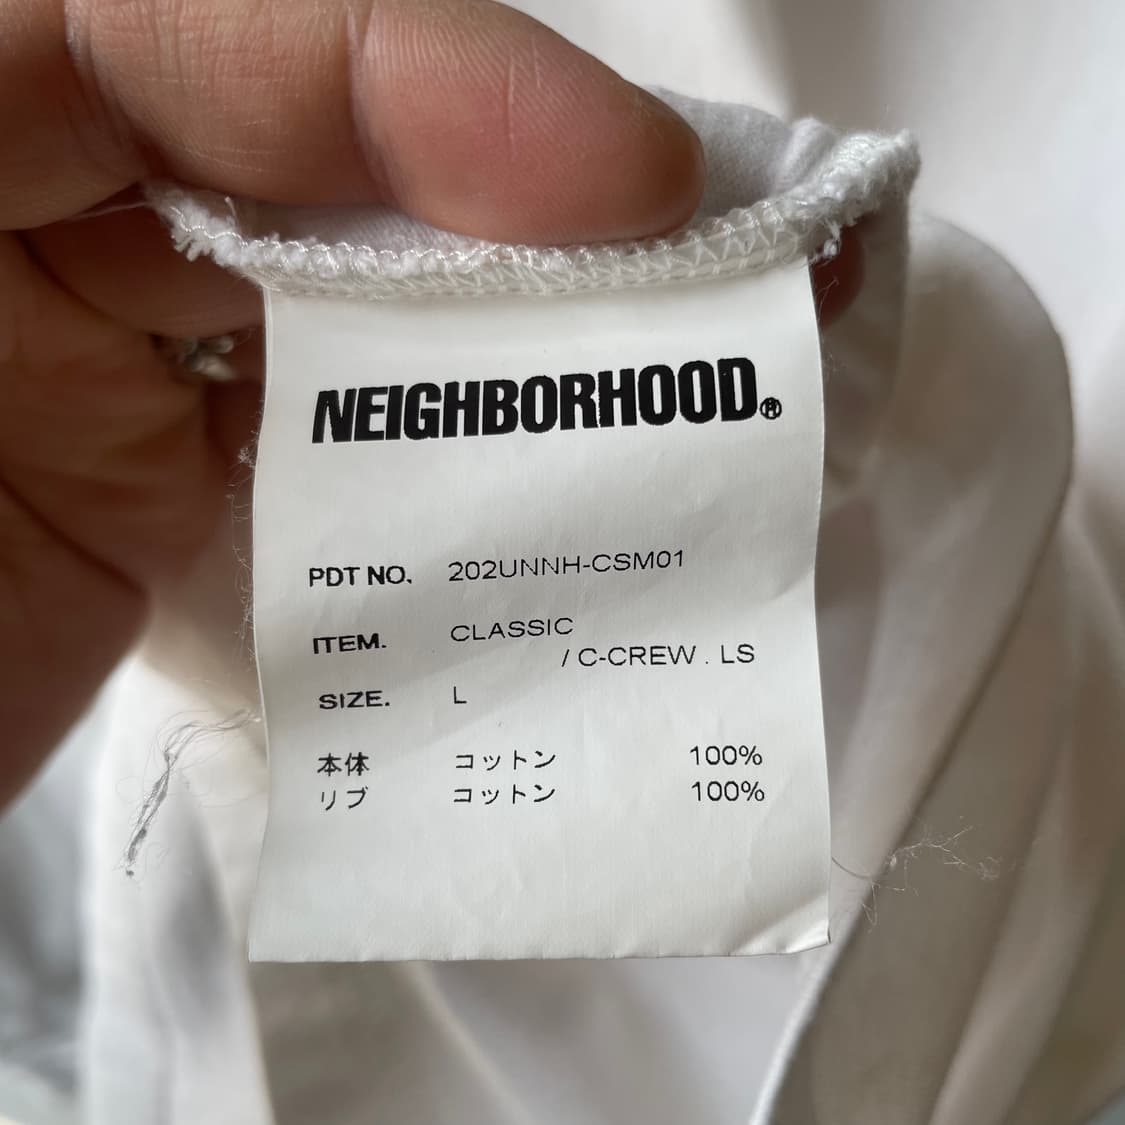 NEIGHBORHOOD®
PDT NO. 202UNNH-CSM01
ITEM. CLASSIC
/ C-CREW . LS
SIZE. L
本体 コットン 100%
リブ コットン 100%